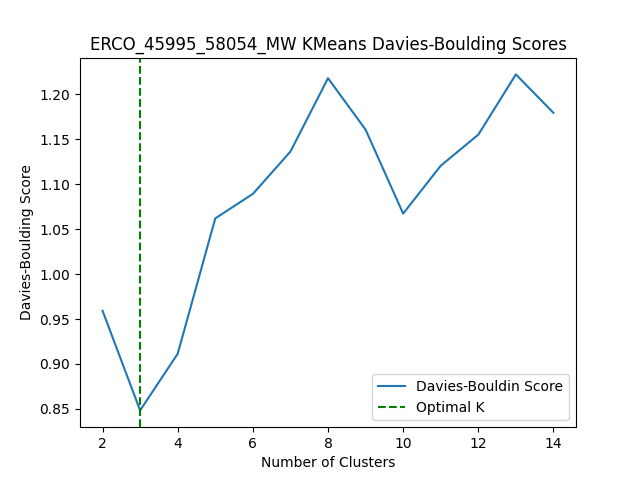 ERCO_45995_58054_MW KMeans Davies-Boulding Scores
Davies-Boulding Score
1.20
1.15
1.10
1.05
1.00
0.95
0.90
0.85
Davies-Bouldin Score
Optimal K
2 4 6 8 10 12 14
Number of Clusters